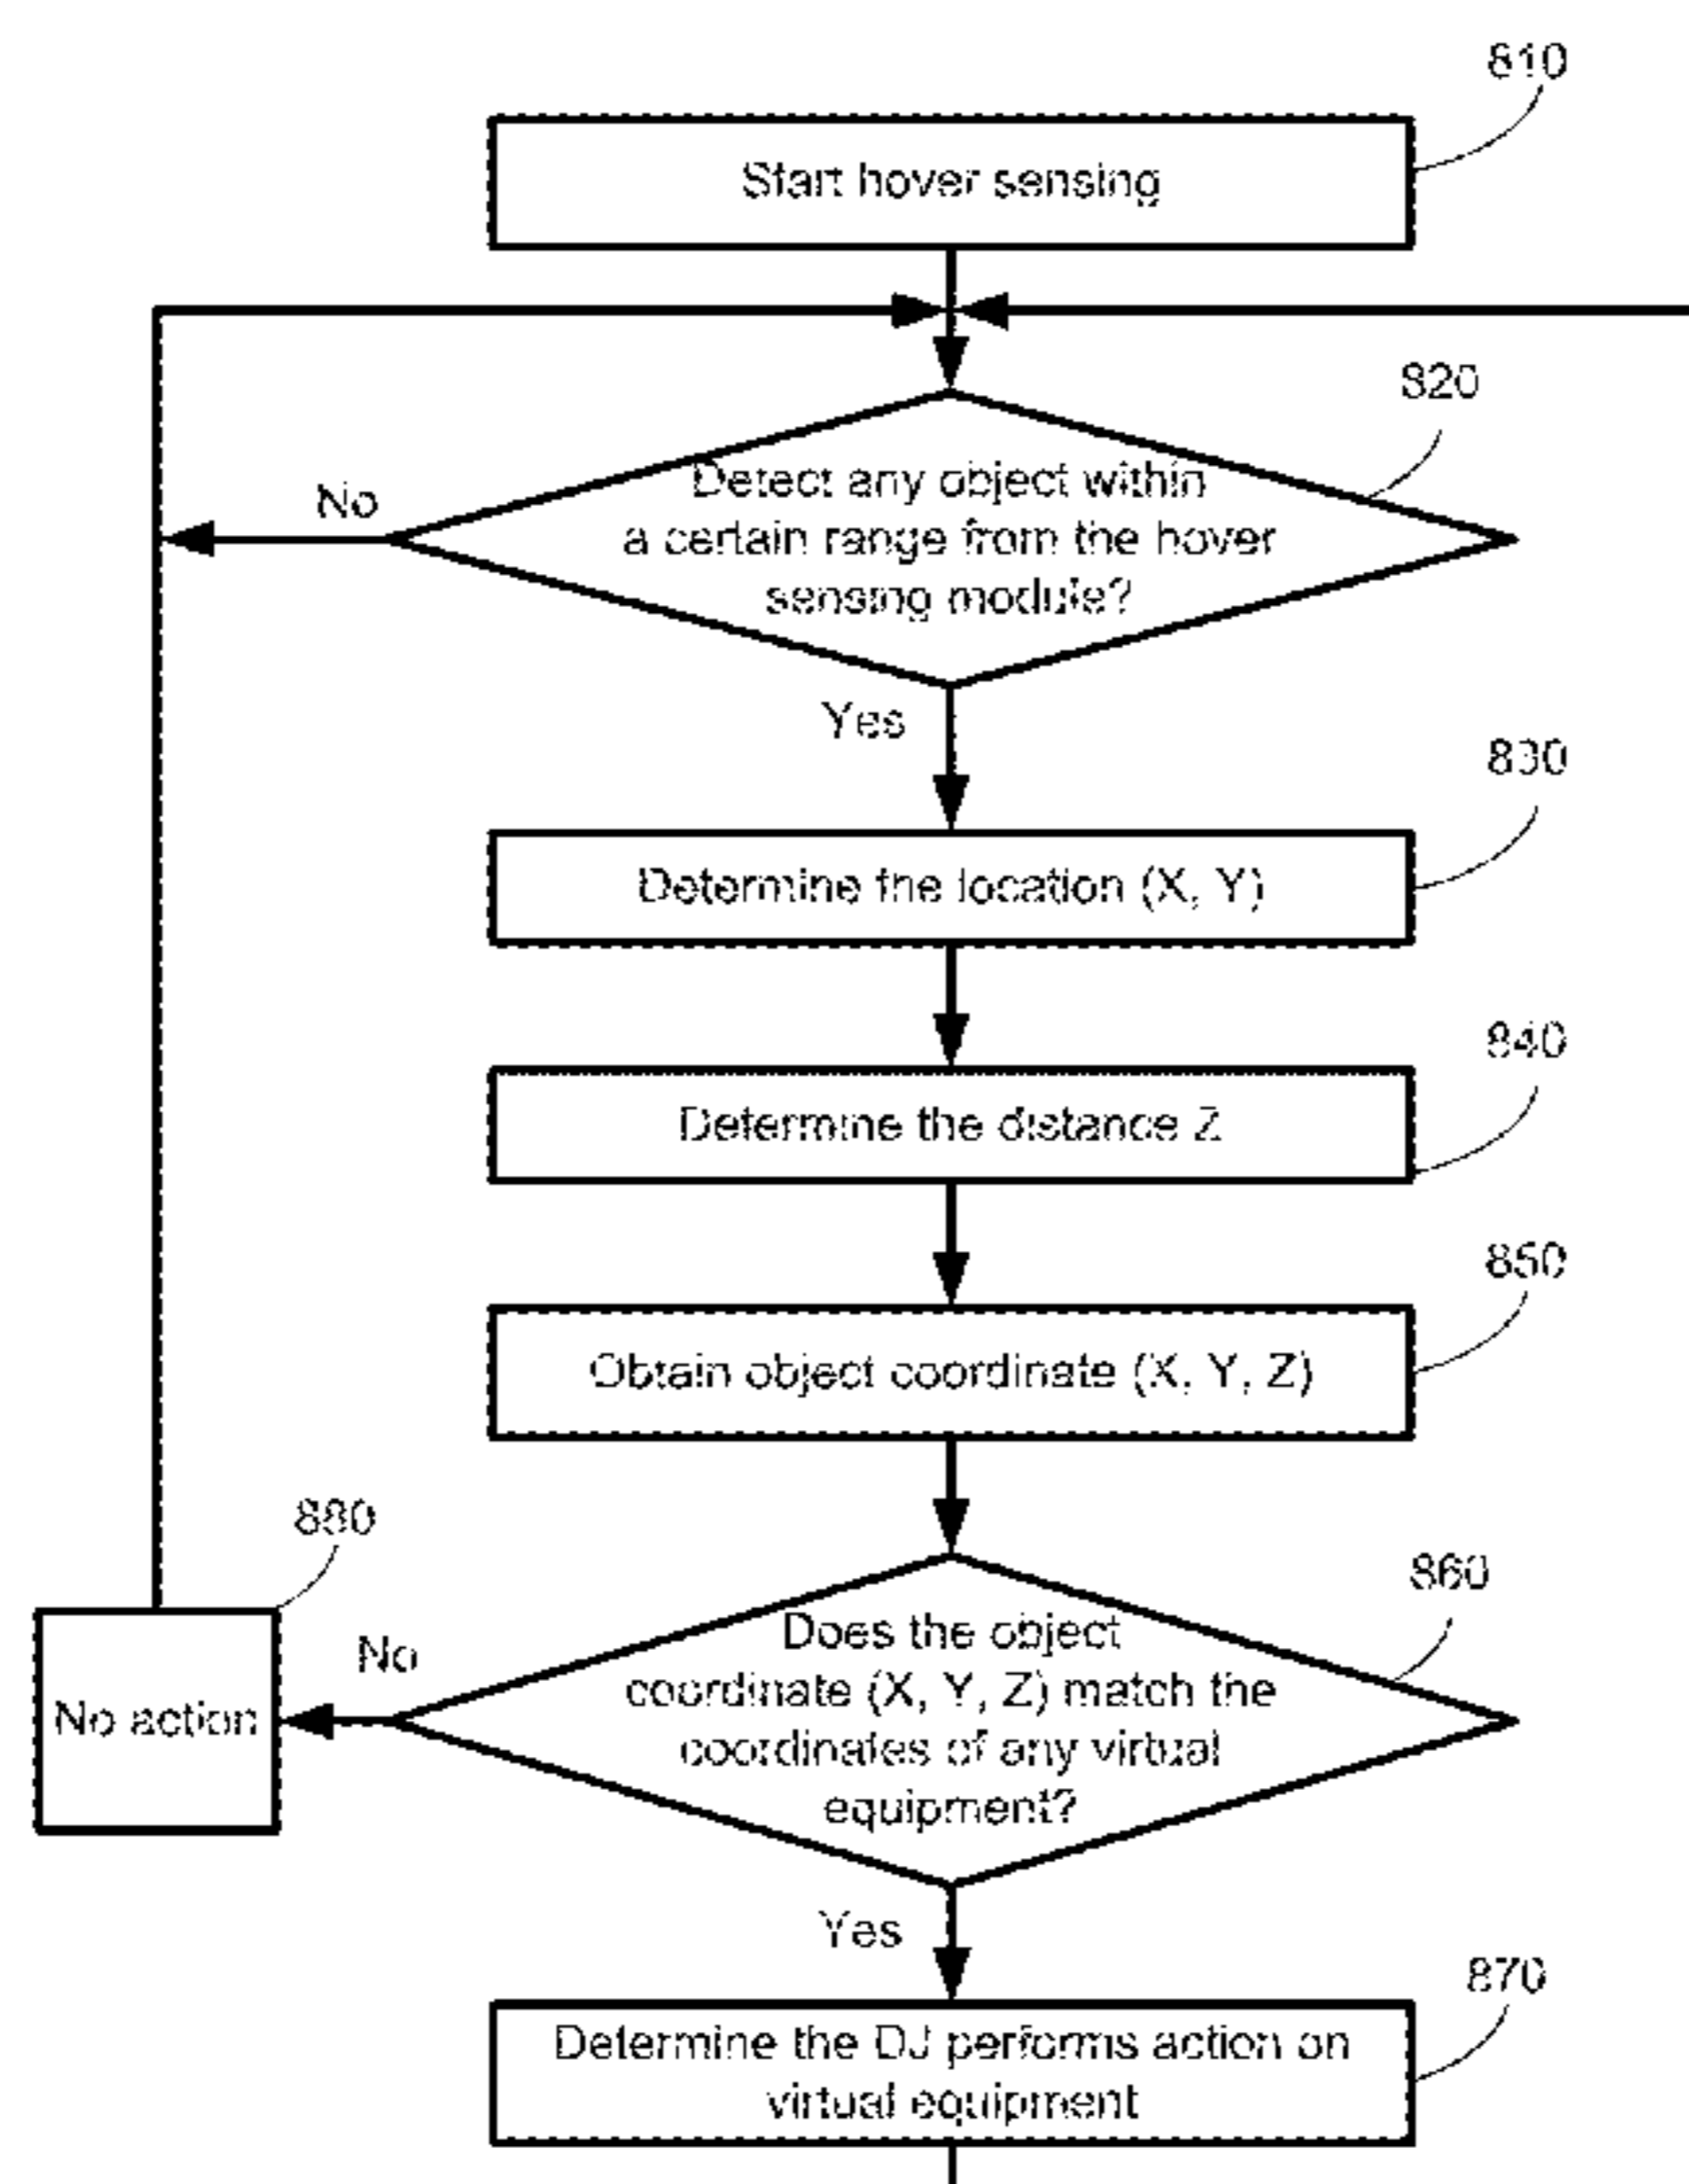 810
Start hover sensing
820
No
Detect any object within
a certain range from the hover
sensing module?
Yes
830
Determine the location (X, Y)
840
Determine the distance Z
850
Obtain object coordinate (X, Y, Z)
880
860
No action
No
Does the object
coordinate (X, Y, Z) match the
coordinates of any virtual
equipment?
Yes
870
Determine the DJ performs action on
virtual equipment